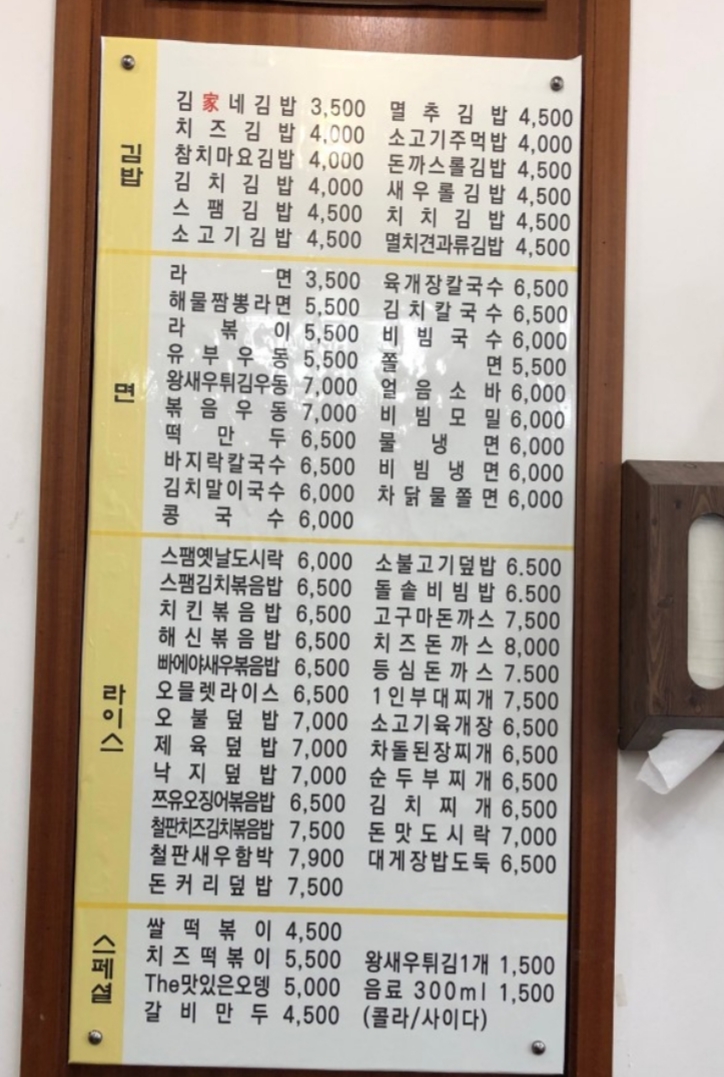 김밥
김家네김밥 3,500
치즈김밥 4,000
참치마요김밥 4,000
김치김밥 4,000
스팸김밥 4,500
소고기김밥 4,500
멸추김밥 4,500
소고기주먹밥 4,000
돈까스롤김밥 4,500
새우롤김밥 4,500
치치김밥 4,500
멸치견과류김밥 4,500
면
라면 3,500
해물짬뽕라면 5,500
라볶이 5,500
유부우동 5,500
왕새우튀김우동 7,000
볶음우동 7,000
떡만두 6,500
바지락칼국수 6,500
김치말이국수 6,000
콩국수 6,000
육개장칼국수 6,500
김치칼국수 6,500
비빔국수 6,000
쫄면 5,500
얼음소바 6,000
비빔모밀 6,000
물냉면 6,000
비빔냉면 6,000
차닭물쫄면 6,000
라이스
스팸옛날도시락 6,000
스팸김치볶음밥 6,500
치킨볶음밥 6,500
해신볶음밥 6,500
빠에야새우볶음밥 6,500
오믈렛라이스 6,500
오불덮밥 7,000
제육덮밥 7,000
낙지덮밥 7,000
쯔유오징어볶음밥 6,500
철판치즈김치볶음밥 7,500
철판새우함박 7,900
돈커리덮밥 7,500
소불고기덮밥 6.500
돌솥비빔밥 6.500
고구마돈까스 7,500
치즈돈까스 8,000
등심돈까스 7.500
1인부대찌개 7,500
소고기육개장 6,500
차돌된장찌개 6,500
순두부찌개 6,500
김치찌개 6,500
돈맛도시락 7,000
대게장밥도둑 6,500
스페셜
쌀떡볶이 4,500
치즈떡볶이 5,500
The맛있은오뎅 5,000
갈비만두 4,500
왕새우튀김1개 1,500
음료 300ml 1,500
(콜라/사이다)